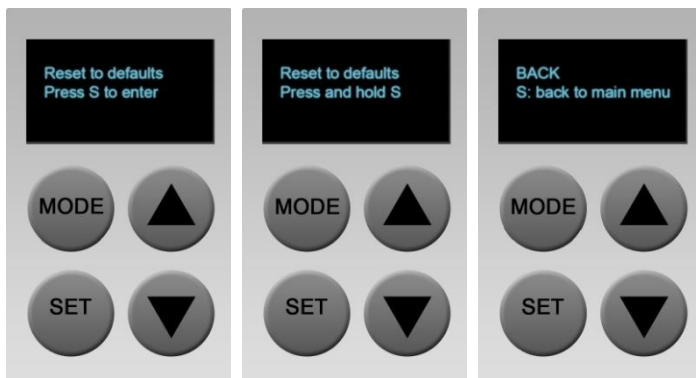 Reset to defaults
Press S to enter
MODE
SET
Reset to defaults
Press and hold S
MODE
SET
BACK
S: back to main menu
MODE
SET